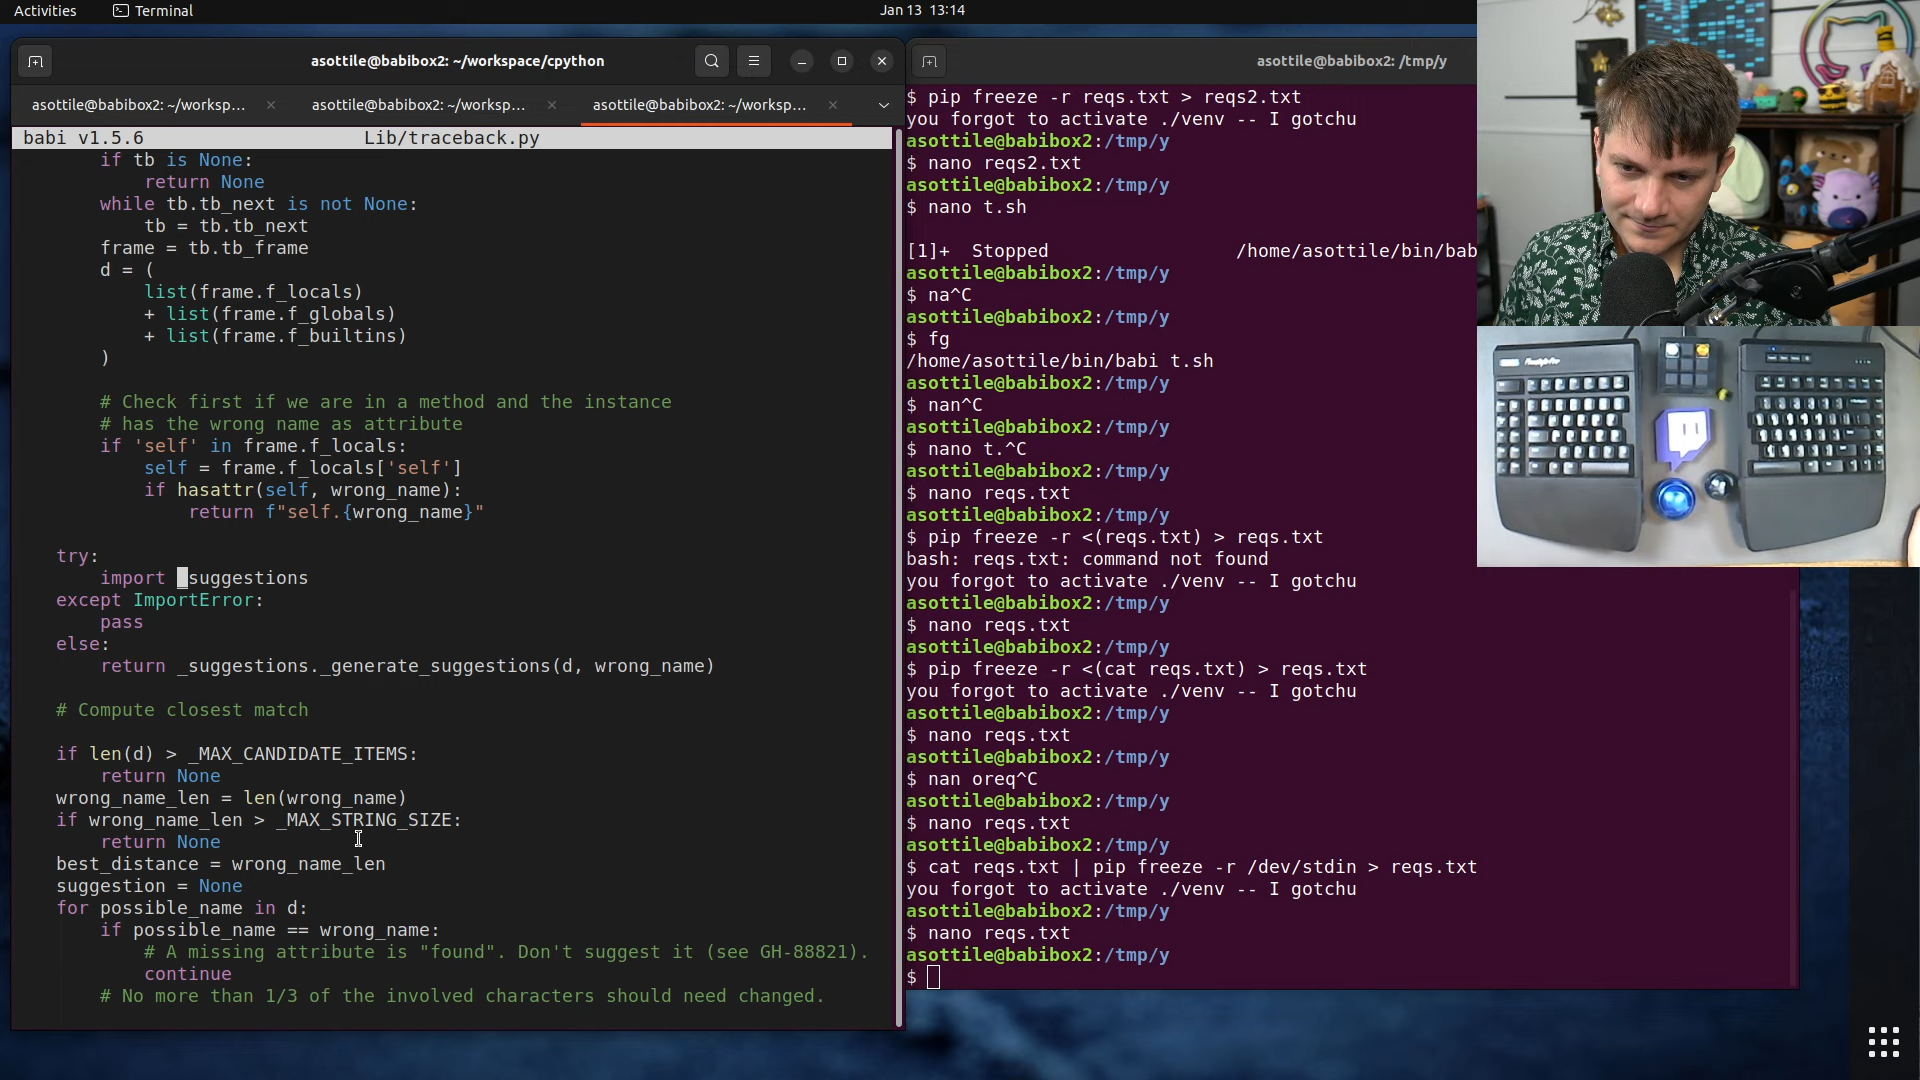 Activities
Terminal
Jan 13 13:14
asottile@babibox2: ~/workspace/cpython
asottile@babibox2: ~/worksp...
asottile@babibox2: ~/worksp...
asottile@babibox2: ~/worksp...
babi v1.5.6
Lib/traceback.py
if tb is None:
return None
while tb.tb_next is not None:
tb = tb.tb_next
frame = tb.tb_frame
d = (
list(frame.f_locals)
+ list(frame.f_globals)
+ list(frame.f_builtins)
)
# Check first if we are in a method and the instance
# has the wrong name as attribute
if 'self' in frame.f_locals:
self = frame.f_locals['self']
if hasattr(self, wrong_name):
return f"self.{wrong_name}"
try:
import _suggestions
except ImportError:
pass
else:
return _suggestions._generate_suggestions(d, wrong_name)
# Compute closest match
if len(d) > _MAX_CANDIDATE_ITEMS:
return None
wrong_name_len = len(wrong_name)
if wrong_name_len > _MAX_STRING_SIZE:
return None
best_distance = wrong_name_len
suggestion = None
for possible_name in d:
if possible_name == wrong_name:
# A missing attribute is "found". Don't suggest it (see GH-88821).
continue
# No more than 1/3 of the involved characters should need changed.
asottile@babibox2: /tmp/y
$ pip freeze -r reqs.txt > reqs2.txt
you forgot to activate ./venv -- I gotchu
asottile@babibox2:/tmp/y
$ nano reqs2.txt
asottile@babibox2:/tmp/y
$ nano t.sh
[1]+  Stopped                 /home/asottile/bin/bab
asottile@babibox2:/tmp/y
$ na^C
asottile@babibox2:/tmp/y
$ fg
/home/asottile/bin/babi t.sh
asottile@babibox2:/tmp/y
$ nan^C
asottile@babibox2:/tmp/y
$ nano t.^C
asottile@babibox2:/tmp/y
$ nano reqs.txt
asottile@babibox2:/tmp/y
$ pip freeze -r <(reqs.txt) > reqs.txt
bash: reqs.txt: command not found
you forgot to activate ./venv -- I gotchu
asottile@babibox2:/tmp/y
$ nano reqs.txt
asottile@babibox2:/tmp/y
$ pip freeze -r <(cat reqs.txt) > reqs.txt
you forgot to activate ./venv -- I gotchu
asottile@babibox2:/tmp/y
$ nano reqs.txt
asottile@babibox2:/tmp/y
$ nan oreq^C
asottile@babibox2:/tmp/y
$ nano reqs.txt
asottile@babibox2:/tmp/y
$ cat reqs.txt | pip freeze -r /dev/stdin > reqs.txt
you forgot to activate ./venv -- I gotchu
asottile@babibox2:/tmp/y
$ nano reqs.txt
asottile@babibox2:/tmp/y
$